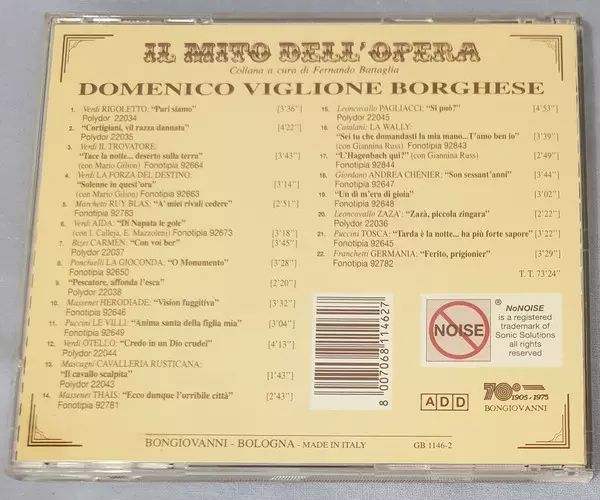 IL MITO DELL'OPERA
Collana a cura di Fernando Battaglia
DOMENICO VIGLIONE BORGHESE
1. Verdi RIGOLETTO: "Pari siamo" [3'36"]
Polydor 22034
2. "Cortigiani, vil razza dannata" [4'22"]
Polydor 22035
3. Verdi IL TROVATORE:
"Tace la notte... deserto sulla terra" [3'43"]
(con Mario Gilion) Fonotipia 92664
4. Verdi LA FORZA DEL DESTINO:
"Solenne in quest'ora" [3'14"]
(con Mario Gilion) Fonotipia 92663
5. Marchetti RUY BLAS: "A' miei rivali cedere" [2'51"]
Fonotipia 92783
6. Verdi AIDA: "Di Napata le gole"
(con I. Calleja, E. Mazzoleni) Fonotipia 92673 [3'18"]
7. Bizet CARMEN: "Con voi ber" [3'45"]
Polydor 22037
8. Ponchielli LA GIOCONDA, "O Monumento" [3'28"]
Fonotipia 92650
9. "Pescatore, affonda l'esca" [2'20"]
Polydor 22038
10. Massenet HERODIADE: "Vision fuggitiva" [3'32"]
Fonotipia 92646
11. Puccini LE VILLI: "Anima santa della figlia mia" [3'04"]
Fonotipia 92649
12. Verdi OTELLO: "Credo in un Dio crudel" [4'13"]
Polydor 22044
13. Mascagni CAVALLERIA RUSTICANA:
"Il cavallo scalpita" [1'43"]
Polydor 22043
14. Massenet THAIS: "Ecco dunque l'orribile città" [2'43"]
Fonotipia 92781
15. Leoncavallo PAGLIACCI: "Si può?" [4'53"]
Polydor 22045
16. Catalani: LA WALLY:
"Sei tu che domandasti la mia mano...T'amo ben io" [3'39"]
(con Giannina Russ) Fonotipia 92843
17. "L'Hagenbach qui?" (con Giannina Russ) [2'49"]
Fonotipia 92844
18. Giordano ANDREA CHÉNIER: "Son sessant'anni" [3'44"]
Fonotipia 92647
19. "Un dì m'era di gioia" [3'02"]
Fonotipia 92648
20. Leoncavallo ZAZA': "Zazà, piccola zingara" [2'22"]
Polydor 22036
21. Puccini TOSCA: "Tarda è la notte... ha più forte sapore" [3'22"]
Fonotipia 92645
22. Franchetti GERMANIA: "Ferito, prigionier" [3'29"]
Fonotipia 92782
T. T. 73'24"
8 007068 114627
NOISE
®
NoNOISE
is a registered
trademark of
Sonic Solutions
all rights
reserved
ADD
70°
1905-1975
BONGIOVANNI
BONGIOVANNI - BOLOGNA - MADE IN ITALY
GB 1146-2